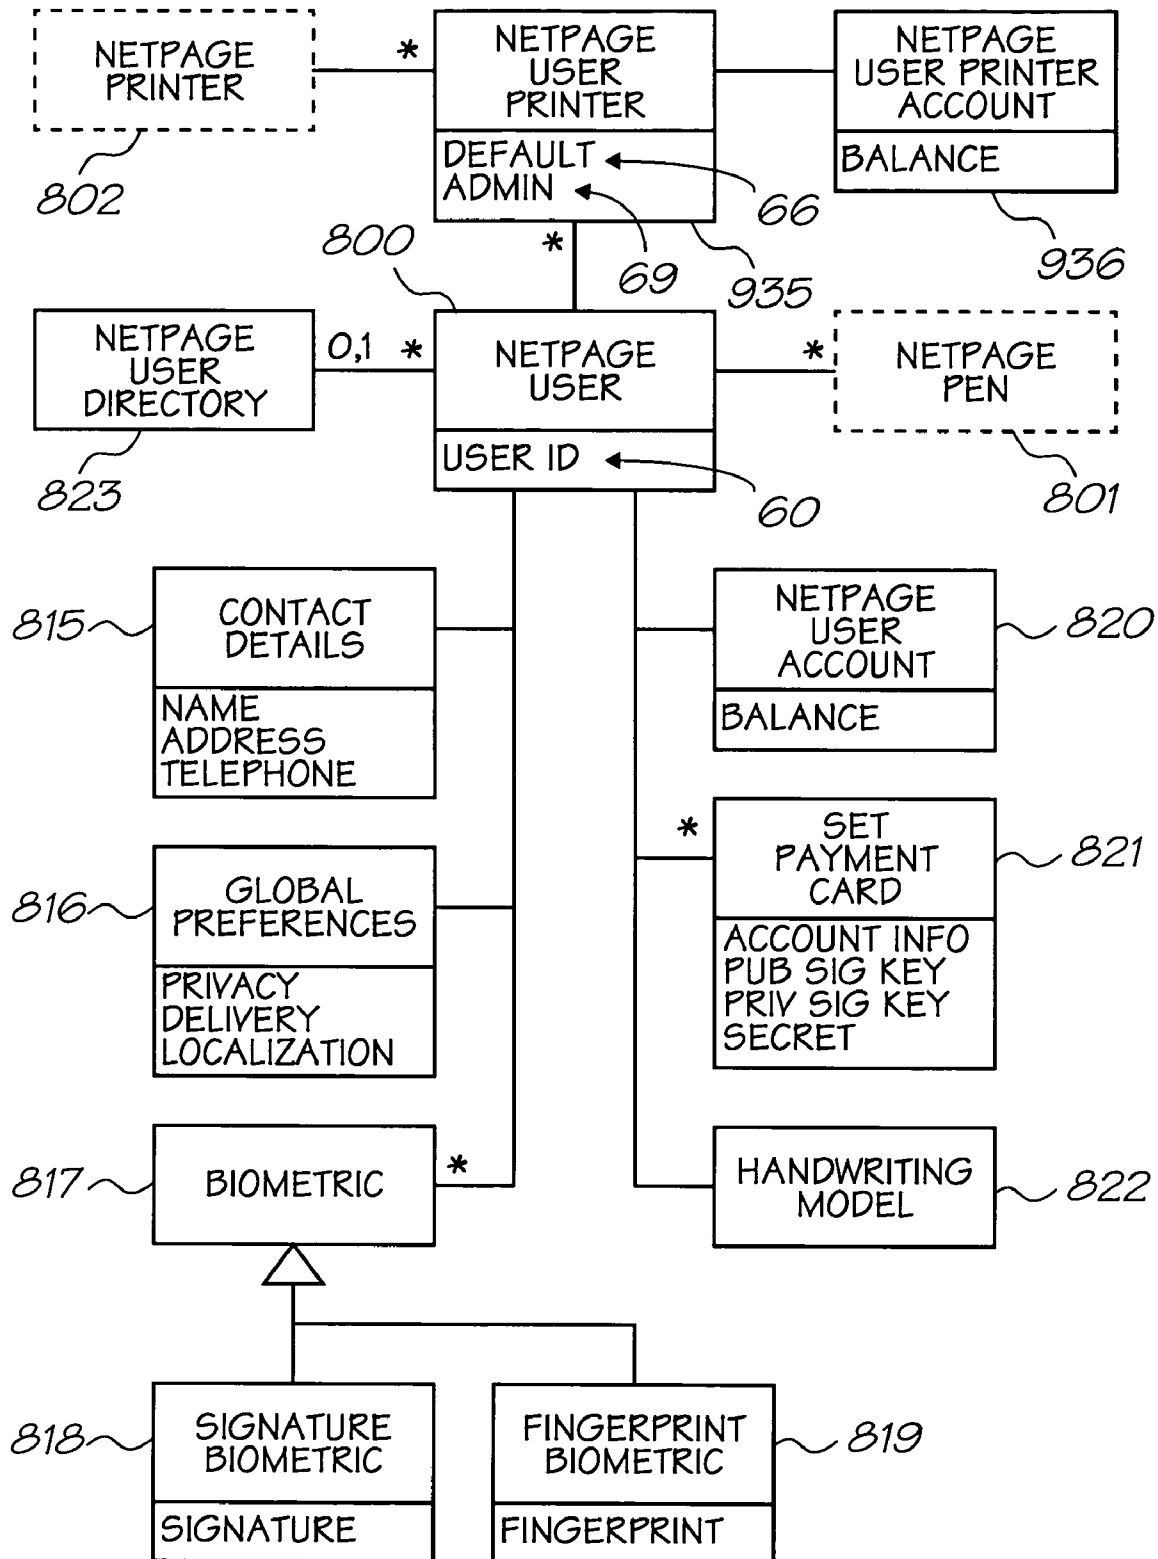 NETPAGE
PRINTER
802
*
NETPAGE
USER
PRINTER
DEFAULT
ADMIN
66
69
935
NETPAGE
USER PRINTER
ACCOUNT
BALANCE
936
*
800
NETPAGE
USER
DIRECTORY
823
0,1 *
NETPAGE
USER
USER ID
60
*
NETPAGE
PEN
801
815
CONTACT
DETAILS
NAME
ADDRESS
TELEPHONE
NETPAGE
USER
ACCOUNT
BALANCE
820
816
GLOBAL
PREFERENCES
PRIVACY
DELIVERY
LOCALIZATION
*
SET
PAYMENT
CARD
ACCOUNT INFO
PUB SIG KEY
PRIV SIG KEY
SECRET
821
817
BIOMETRIC
*
HANDWRITING
MODEL
822
818
SIGNATURE
BIOMETRIC
SIGNATURE
FINGERPRINT
BIOMETRIC
FINGERPRINT
819